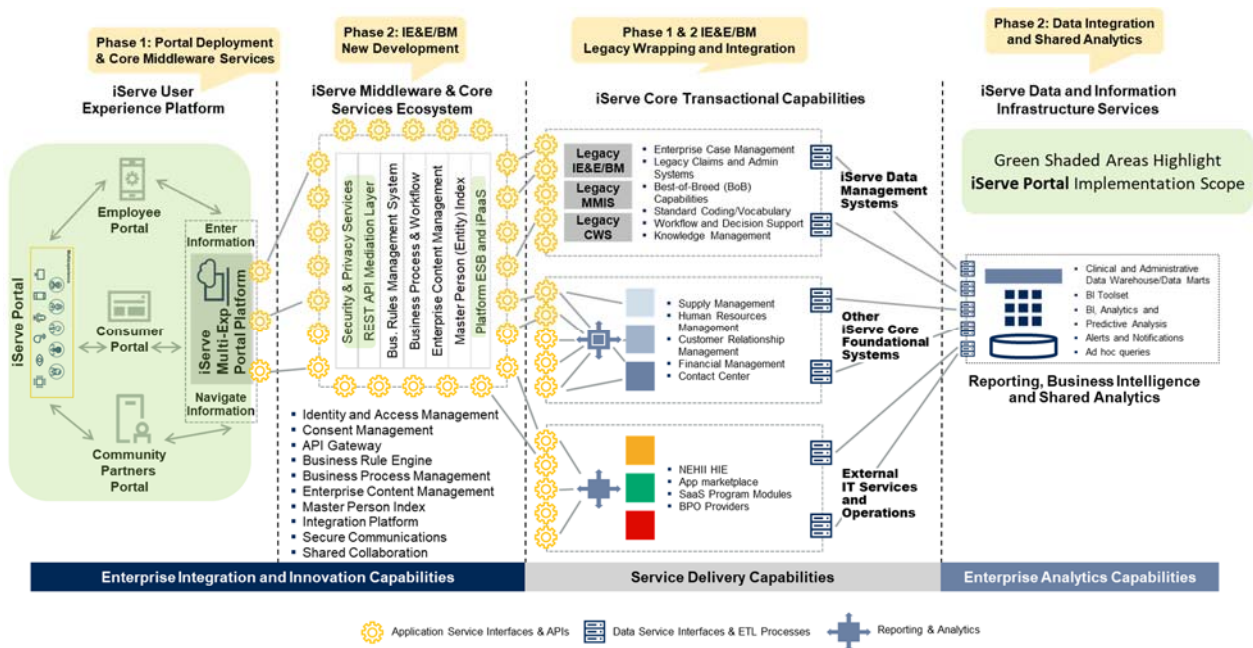 Phase 1: Portal Deployment
& Core Middleware Services
Phase 2: IE&E/BM
New Development
Phase 1 & 2 IE&E/BM
Legacy Wrapping and Integration
Phase 2: Data Integration
and Shared Analytics
iServe User
Experience Platform
iServe Middleware & Core
Services Ecosystem
iServe Core Transactional Capabilities
iServe Data and Information
Infrastructure Services
Employee
Portal
iServe Portal
Consumer
Portal
Community
Partners
Portal
Enter
Information
iServe
Multi-Exp
Portal Platform
Navigate
Information
Security & Privacy Services
REST API Mediation Layer
Bus. Rules Management System
Business Process & Workflow
Enterprise Content Management
Master Person (Entity) Index
Platform ESB and iPaaS
▪ Identity and Access Management
▪ Consent Management
▪ API Gateway
▪ Business Rule Engine
▪ Business Process Management
▪ Enterprise Content Management
▪ Master Person Index
▪ Integration Platform
▪ Secure Communications
▪ Shared Collaboration
Legacy
IE&E/BM
Legacy
MMIS
Legacy
CWS
▪ Enterprise Case Management
▪ Legacy Claims and Admin
Systems
▪ Best-of-Breed (BoB)
Capabilities
▪ Standard Coding/Vocabulary
▪ Workflow and Decision Support
▪ Knowledge Management
▪ Supply Management
▪ Human Resources
Management
▪ Customer Relationship
Management
▪ Financial Management
▪ Contact Center
▪ NEHII HIE
▪ App marketplace
▪ SaaS Program Modules
▪ BPO Providers
iServe Data
Management
Systems
Other
iServe Core
Foundational
Systems
External
IT Services
and
Operations
Green Shaded Areas Highlight
iServe Portal Implementation Scope
▪ Clinical and Administrative
Data Warehouse/Data Marts
▪ BI Toolset
▪ BI, Analytics and
▪ Predictive Analysis
▪ Alerts and Notifications
▪ Ad hoc queries
Reporting, Business Intelligence
and Shared Analytics
Enterprise Integration and Innovation Capabilities
Service Delivery Capabilities
Enterprise Analytics Capabilities
Application Service Interfaces & APIs
Data Service Interfaces & ETL Processes
Reporting & Analytics